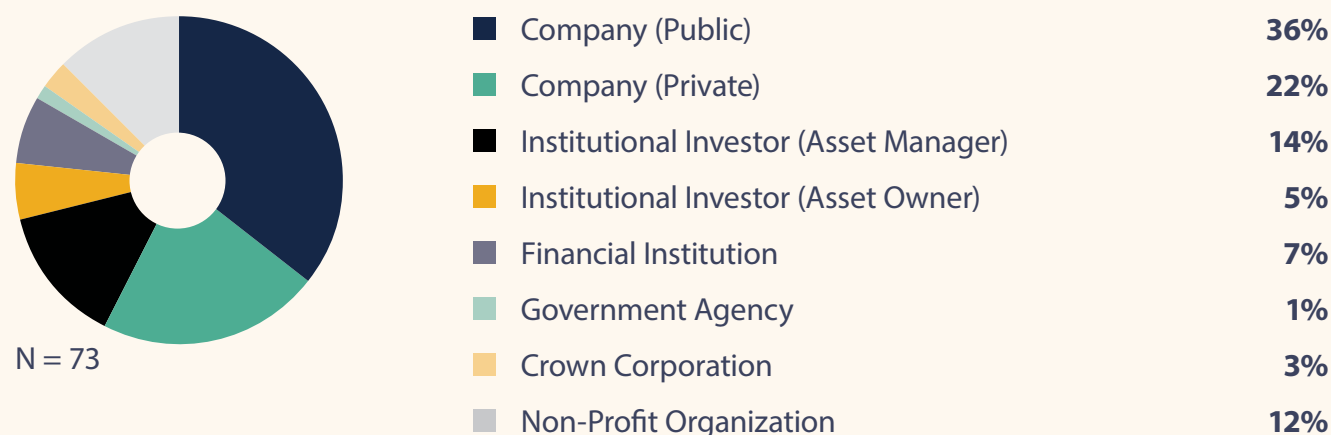 Company (Public) 36%
Company (Private) 22%
Institutional Investor (Asset Manager) 14%
Institutional Investor (Asset Owner) 5%
Financial Institution 7%
Government Agency 1%
Crown Corporation 3%
Non-Profit Organization 12%
N = 73